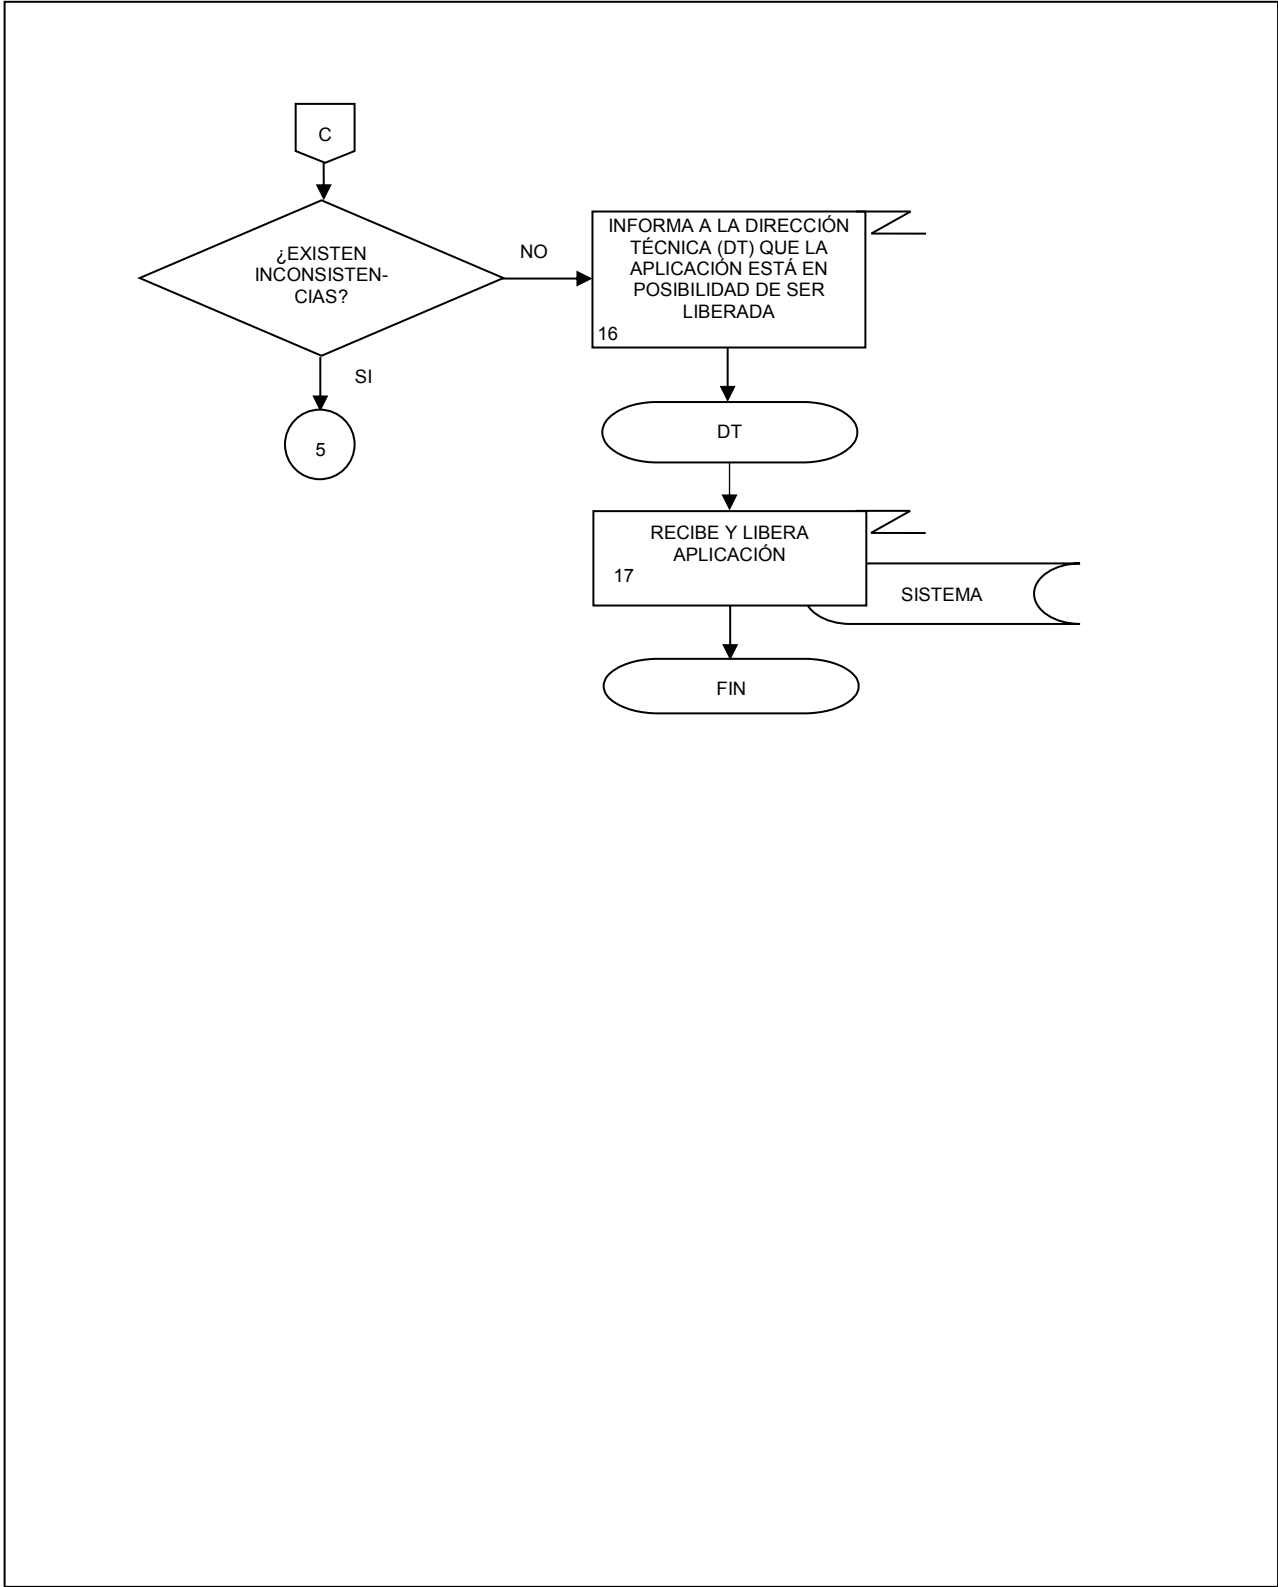 C
¿EXISTEN
INCONSISTEN-
CIAS?
NO
SI
5
INFORMA A LA DIRECCIÓN
TÉCNICA (DT) QUE LA
APLICACIÓN ESTÁ EN
POSIBILIDAD DE SER
LIBERADA
16
DT
RECIBE Y LIBERA
APLICACIÓN
17
SISTEMA
FIN